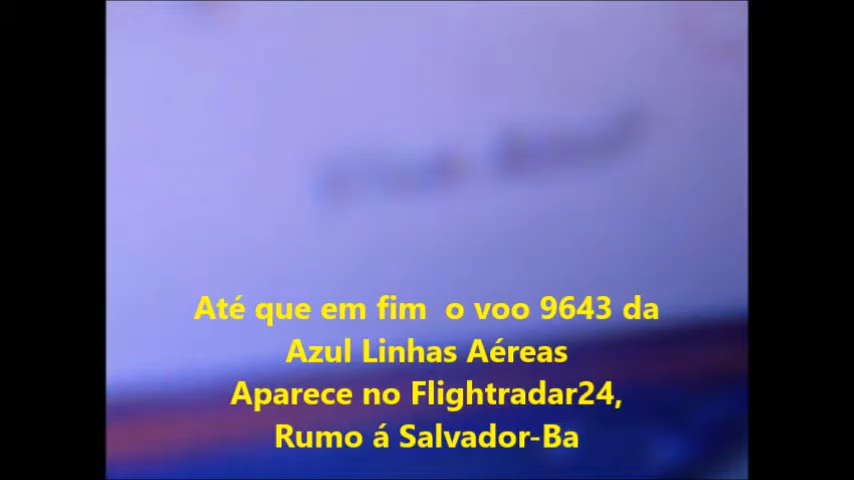 Até que em fim o voo 9643 da
Azul Linhas Aéreas
Aparece no Flightradar24,
Rumo á Salvador-Ba